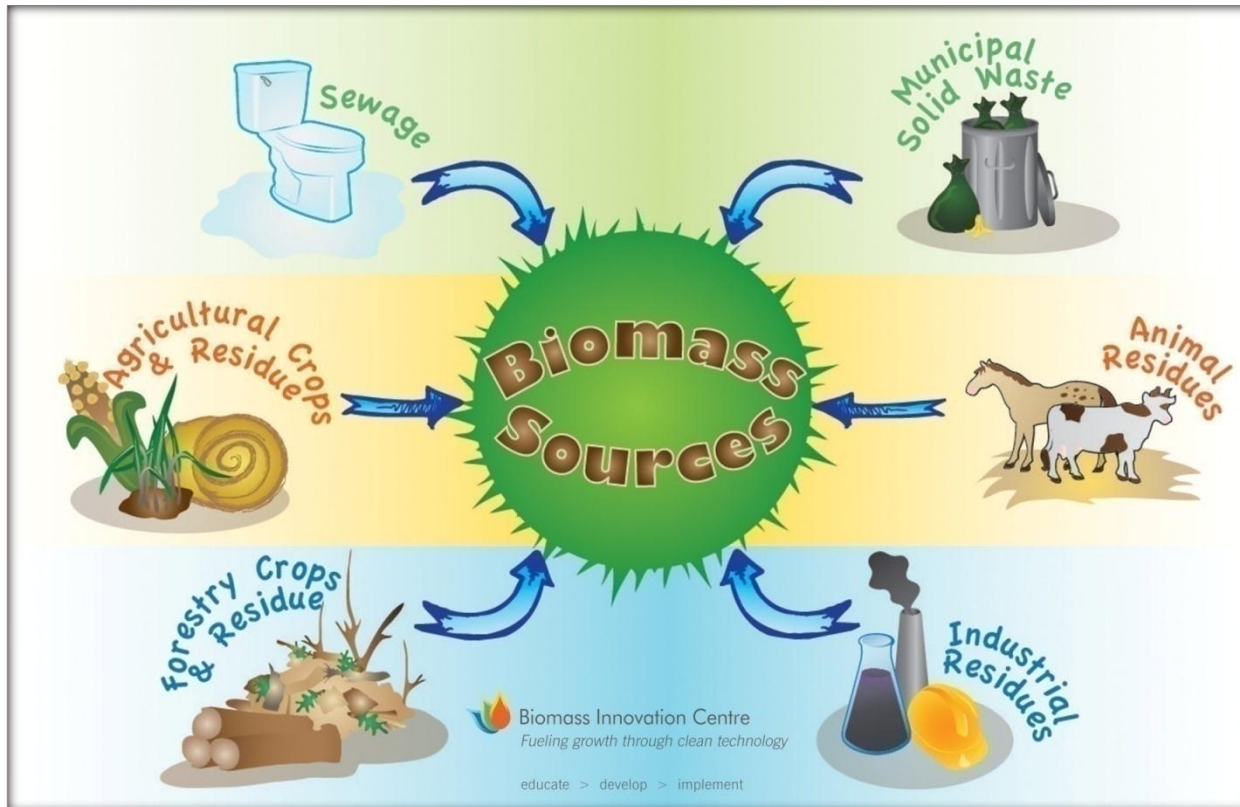 Sewage
Municipal
Solid Waste
Agricultural Crops
& Residue
Biomass
Sources
Animal
Residues
Forestry Crops
& Residue
Industrial
Residues
Biomass Innovation Centre
Fueling growth through clean technology
educate > develop > implement